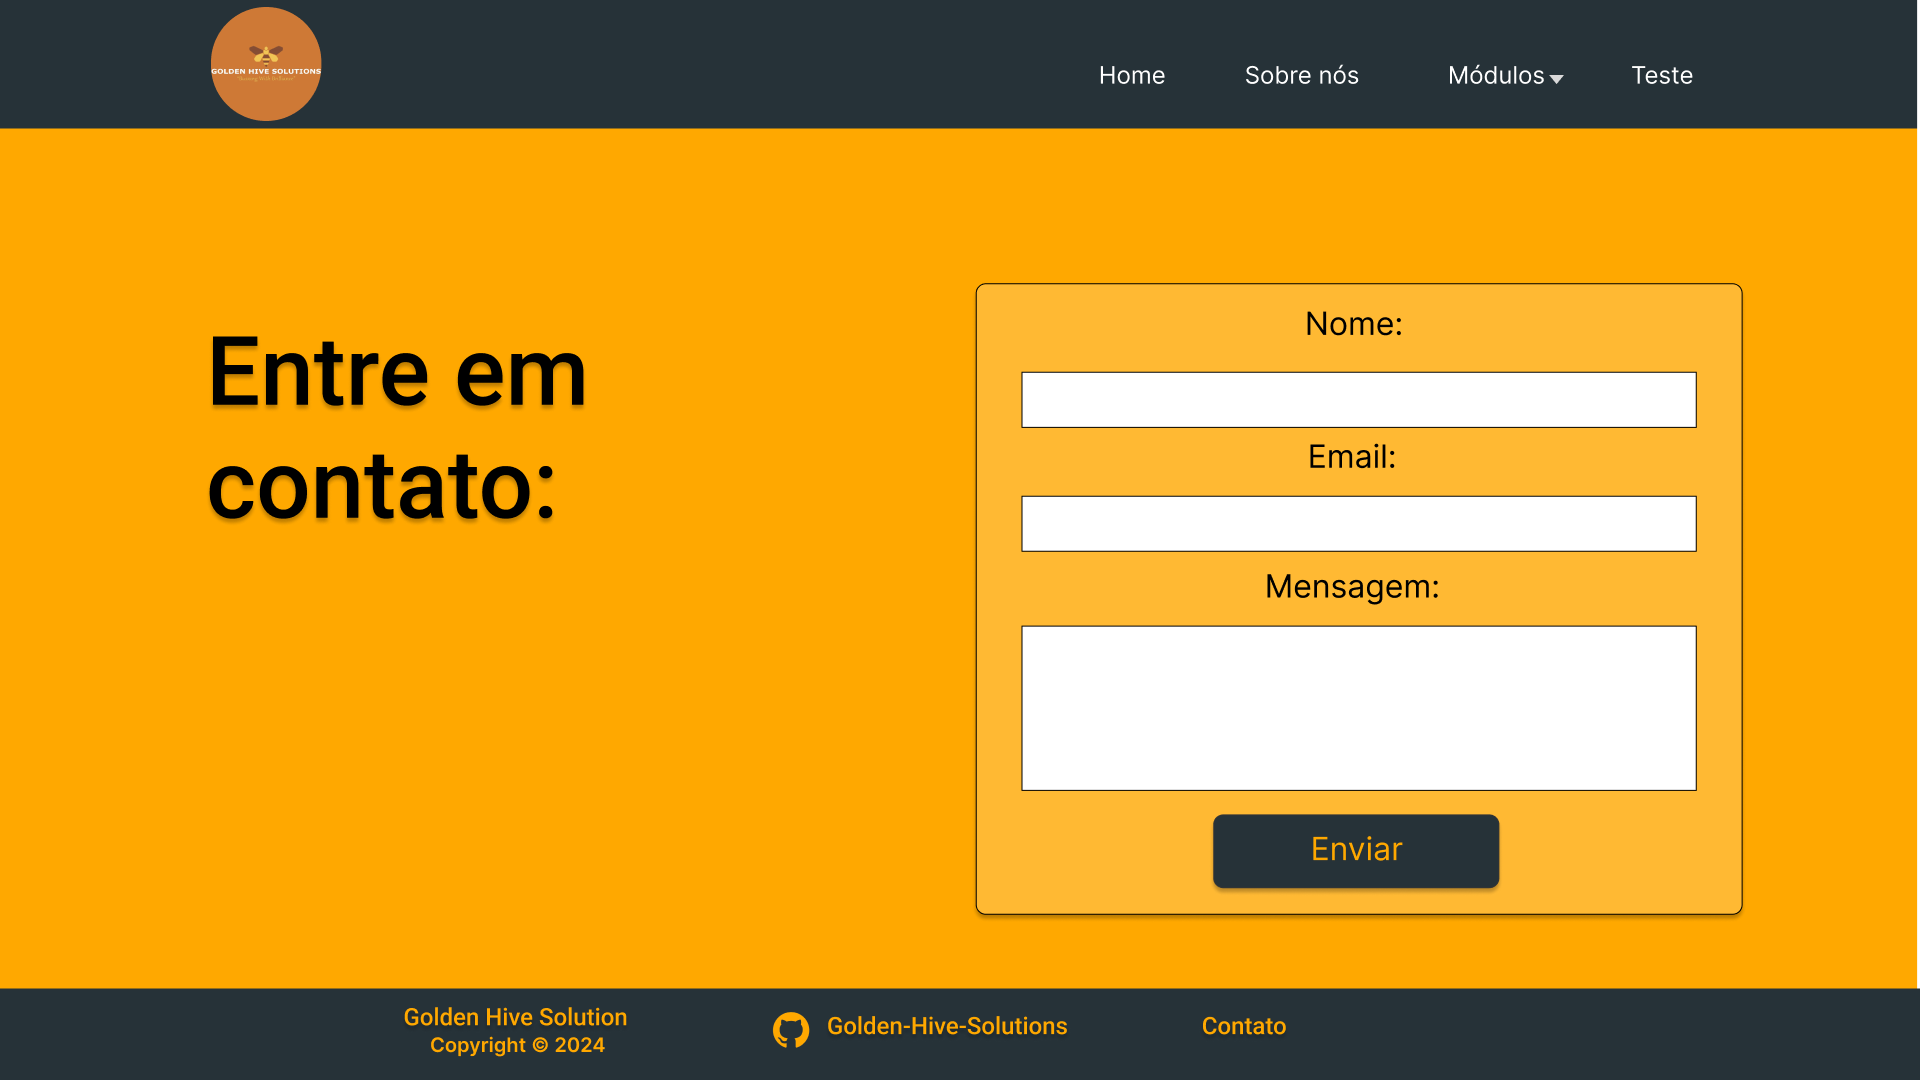 GOLDEN HIVE SOLUTIONS
Home
Sobre nós
Módulos
Teste
Entre em
contato:
Nome:
Email:
Mensagem:
Enviar
Golden Hive Solution
Copyright © 2024
Golden-Hive-Solutions
Contato